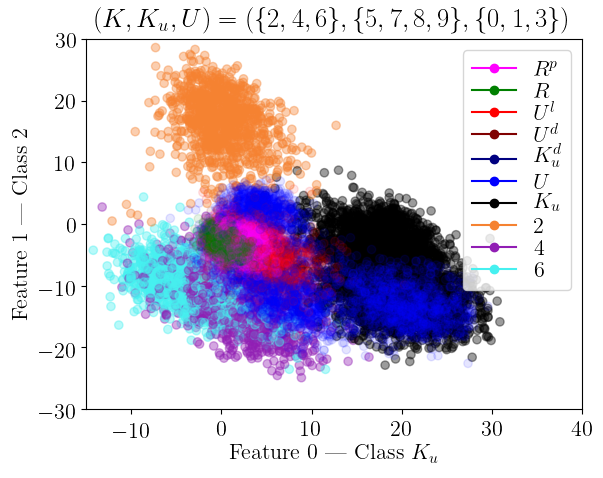 (K, K_u, U) = ({2, 4, 6}, {5, 7, 8, 9}, {0, 1, 3})
30
20
10
0
−10
−20
−30
Feature 1 — Class 2
R^p
R
U^l
U^d
K_u^d
U
K_u
2
4
6
−10
0
10
20
30
40
Feature 0 — Class K_u